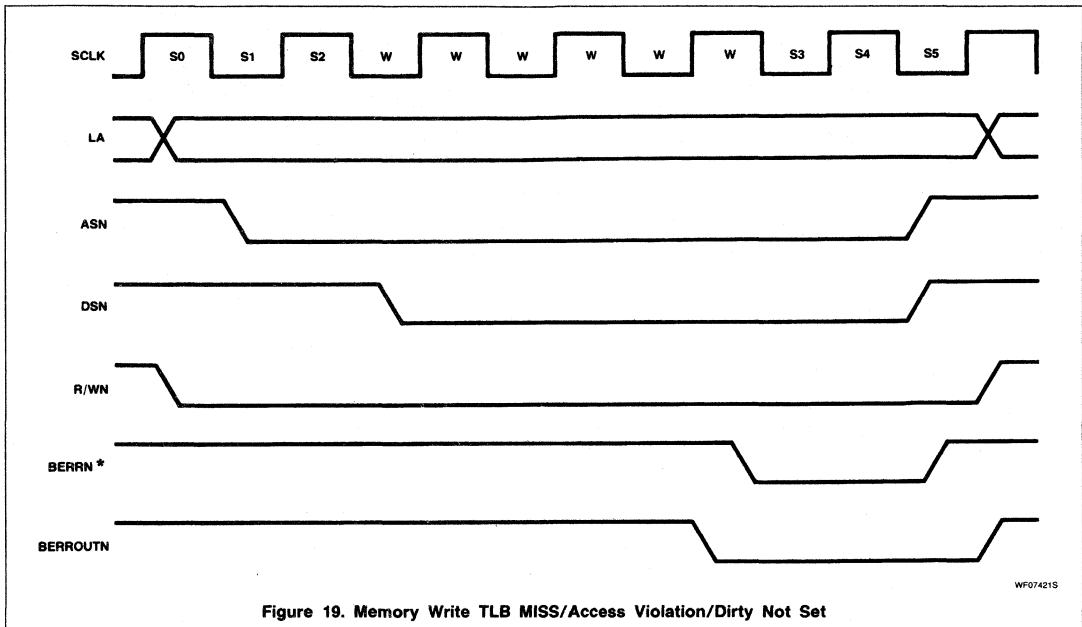 SCLK S0 S1 S2 W W W W W W S3 S4 S5
LA
ASN
DSN
R/WN
BERRN *
BERROUTN
WF07421S
Figure 19. Memory Write TLB MISS/Access Violation/Dirty Not Set